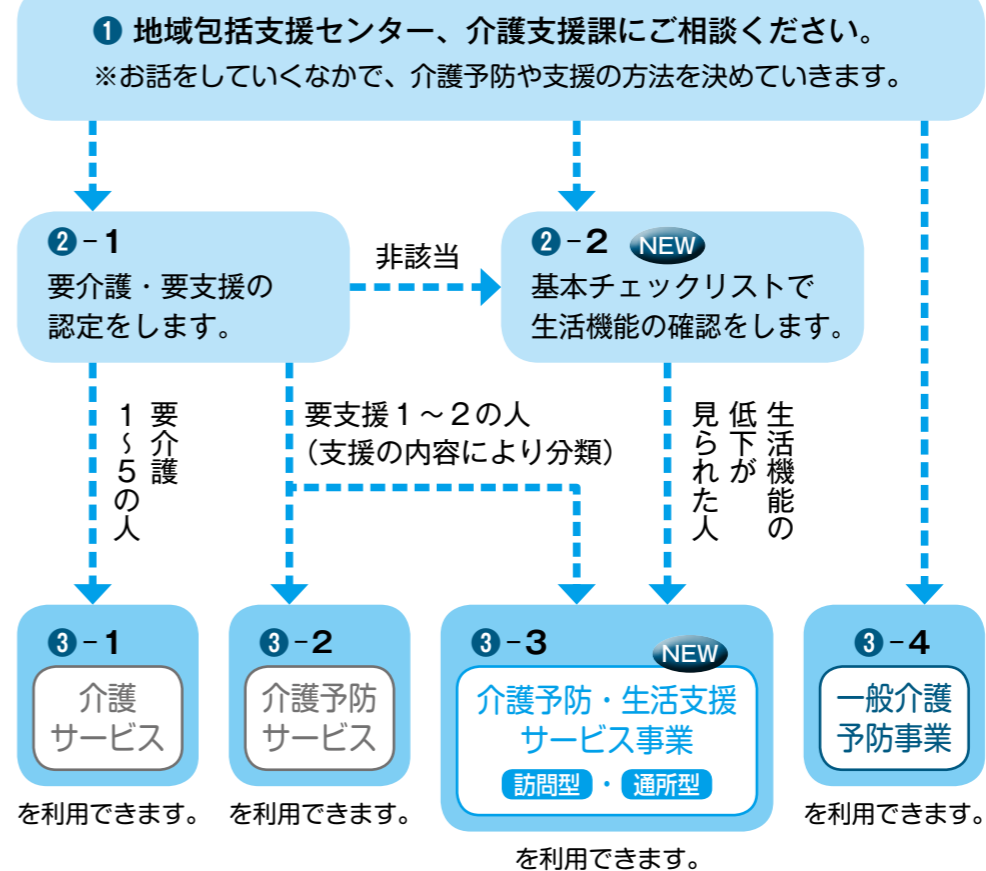 ❶ 地域包括支援センター、介護支援課にご相談ください。
※お話をしていくなかで、介護予防や支援の方法を決めていきます。
❷-1
要介護・要支援の
認定をします。
非該当
❷-2 NEW
基本チェックリストで
生活機能の確認をします。
要介護
1～5の人
要支援1～2の人
（支援の内容により分類）
生活機能の
低下が
見られた人
❸-1
介護
サービス
を利用できます。
❸-2
介護予防
サービス
を利用できます。
❸-3 NEW
介護予防・生活支援
サービス事業
訪問型・通所型
を利用できます。
❸-4
一般介護
予防事業
を利用できます。